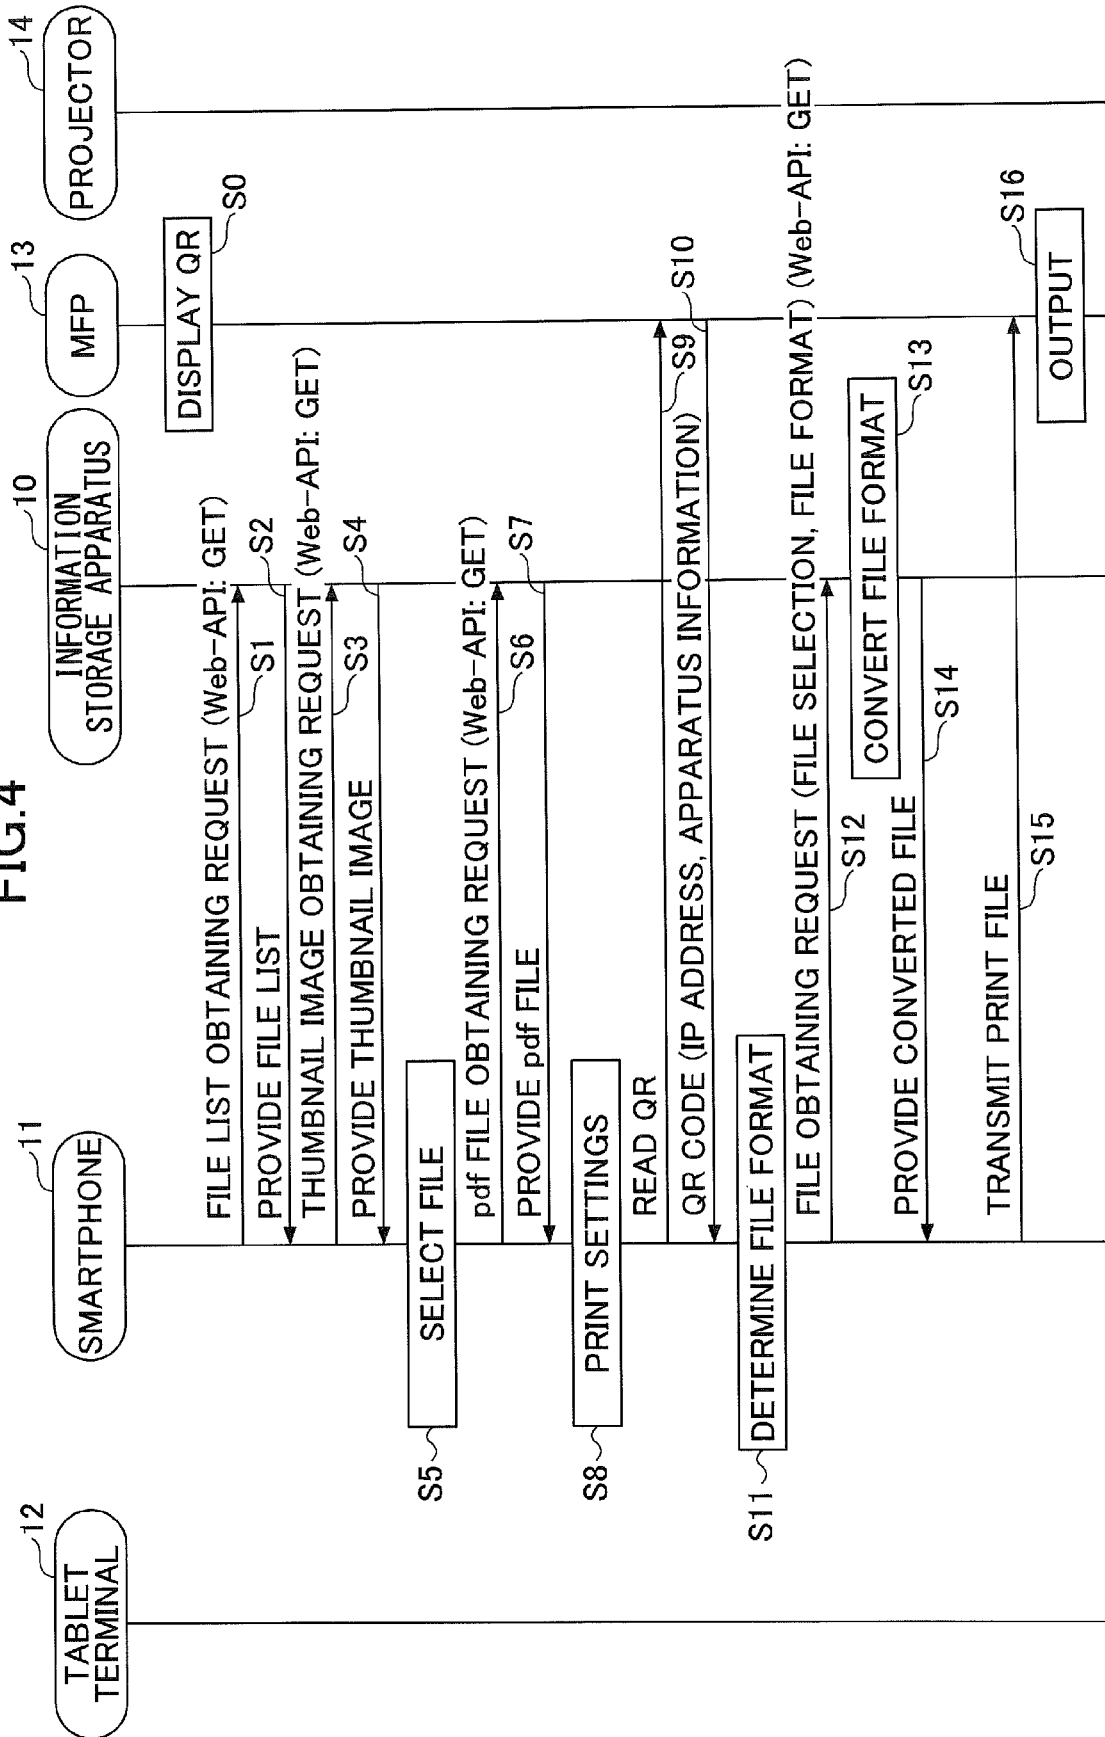 FIG.4
12
TABLET
TERMINAL
11
SMARTPHONE
10
INFORMATION
STORAGE APPARATUS
13
MFP
14
PROJECTOR
DISPLAY QR
S0
FILE LIST OBTAINING REQUEST (Web-API: GET)
S1
PROVIDE FILE LIST
S2
THUMBNAIL IMAGE OBTAINING REQUEST (Web-API: GET)
S3
PROVIDE THUMBNAIL IMAGE
S4
S5
SELECT FILE
pdf FILE OBTAINING REQUEST (Web-API: GET)
S6
PROVIDE pdf FILE
S7
S8
PRINT SETTINGS
READ QR
S9
QR CODE (IP ADDRESS, APPARATUS INFORMATION)
S10
S11
DETERMINE FILE FORMAT
FILE OBTAINING REQUEST (FILE SELECTION, FILE FORMAT) (Web-API: GET)
S12
CONVERT FILE FORMAT
S13
PROVIDE CONVERTED FILE
S14
TRANSMIT PRINT FILE
S15
OUTPUT
S16